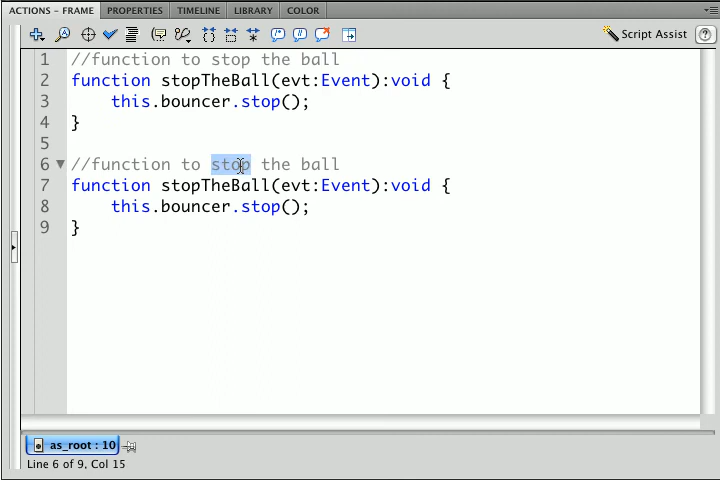 ACTIONS – FRAME PROPERTIES TIMELINE LIBRARY COLOR
Script Assist ?
1 //function to stop the ball
2 function stopTheBall(evt:Event):void {
3 this.bouncer.stop();
4 }
5
6 //function to stop the ball
7 function stopTheBall(evt:Event):void {
8 this.bouncer.stop();
9 }
as_root : 10
Line 6 of 9, Col 15